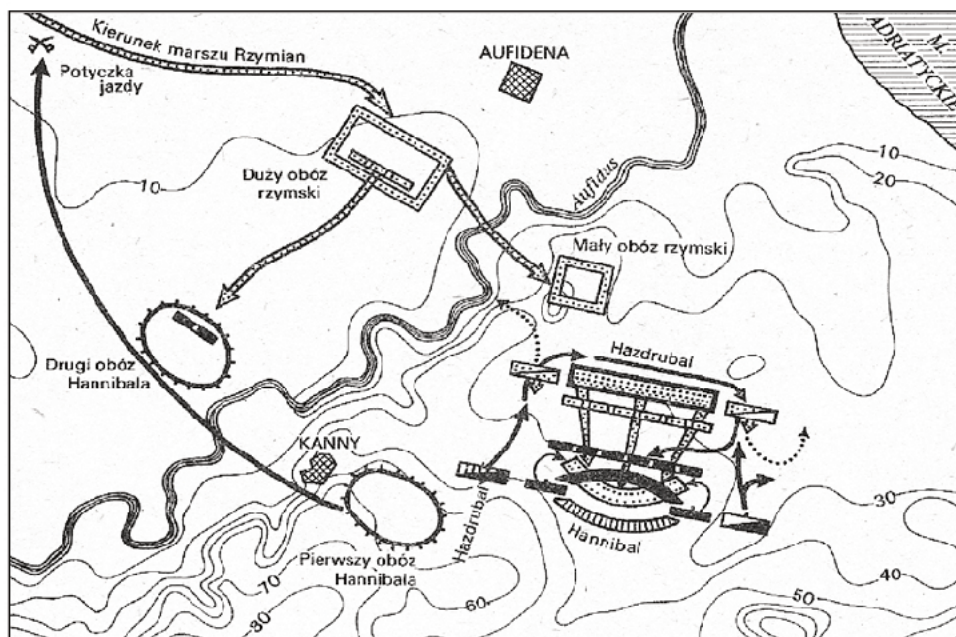 Kierunek marszu Rzymian
Potyczka
jazdy
AUFIDENA
M.
ADRIATYCKIE
Duży obóz
rzymski
10
Aufidus
10
20
Mały obóz rzymski
Drugi obóz
Hannibala
Hazdrubal
KANNY
Hazdrubal
Hannibal
Pierwszy obóz
Hannibala
30
40
50
60
70
80